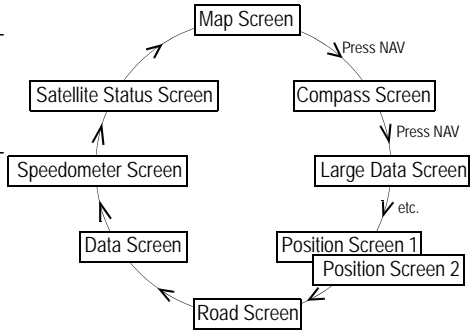 Map Screen
Press NAV
Satellite Status Screen
Compass Screen
Press NAV
Speedometer Screen
Large Data Screen
etc.
Data Screen
Position Screen 1
Position Screen 2
Road Screen